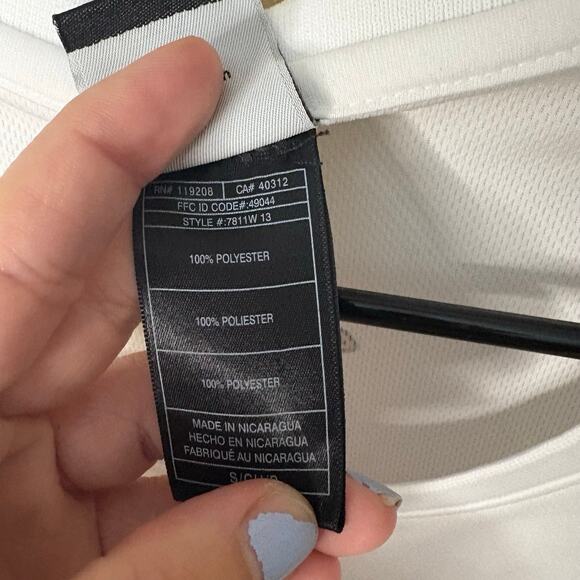 RN# 119208 CA# 40312
FFC ID CODE#:49044
STYLE #:7811W 13
100% POLYESTER
100% POLIESTER
100% POLYESTER
MADE IN NICARAGUA
HECHO EN NICARAGUA
FABRIQUÉ AU NICARAGUA